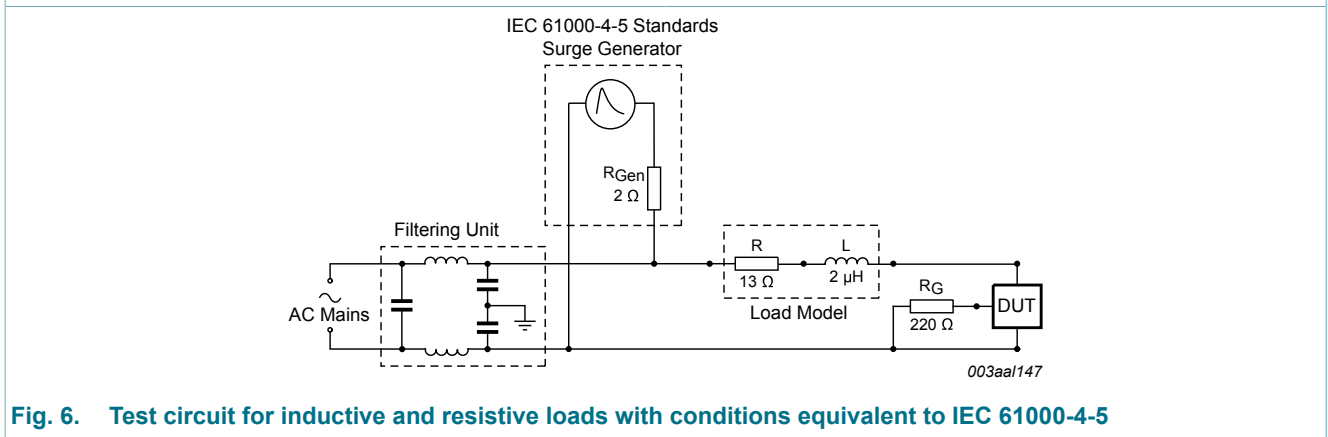 IEC 61000-4-5 Standards
Surge Generator
RGen
2 Ω
Filtering Unit
R
L
13 Ω
2 μH
Load Model
RG
220 Ω
DUT
AC Mains
003aal147
Fig. 6. Test circuit for inductive and resistive loads with conditions equivalent to IEC 61000-4-5